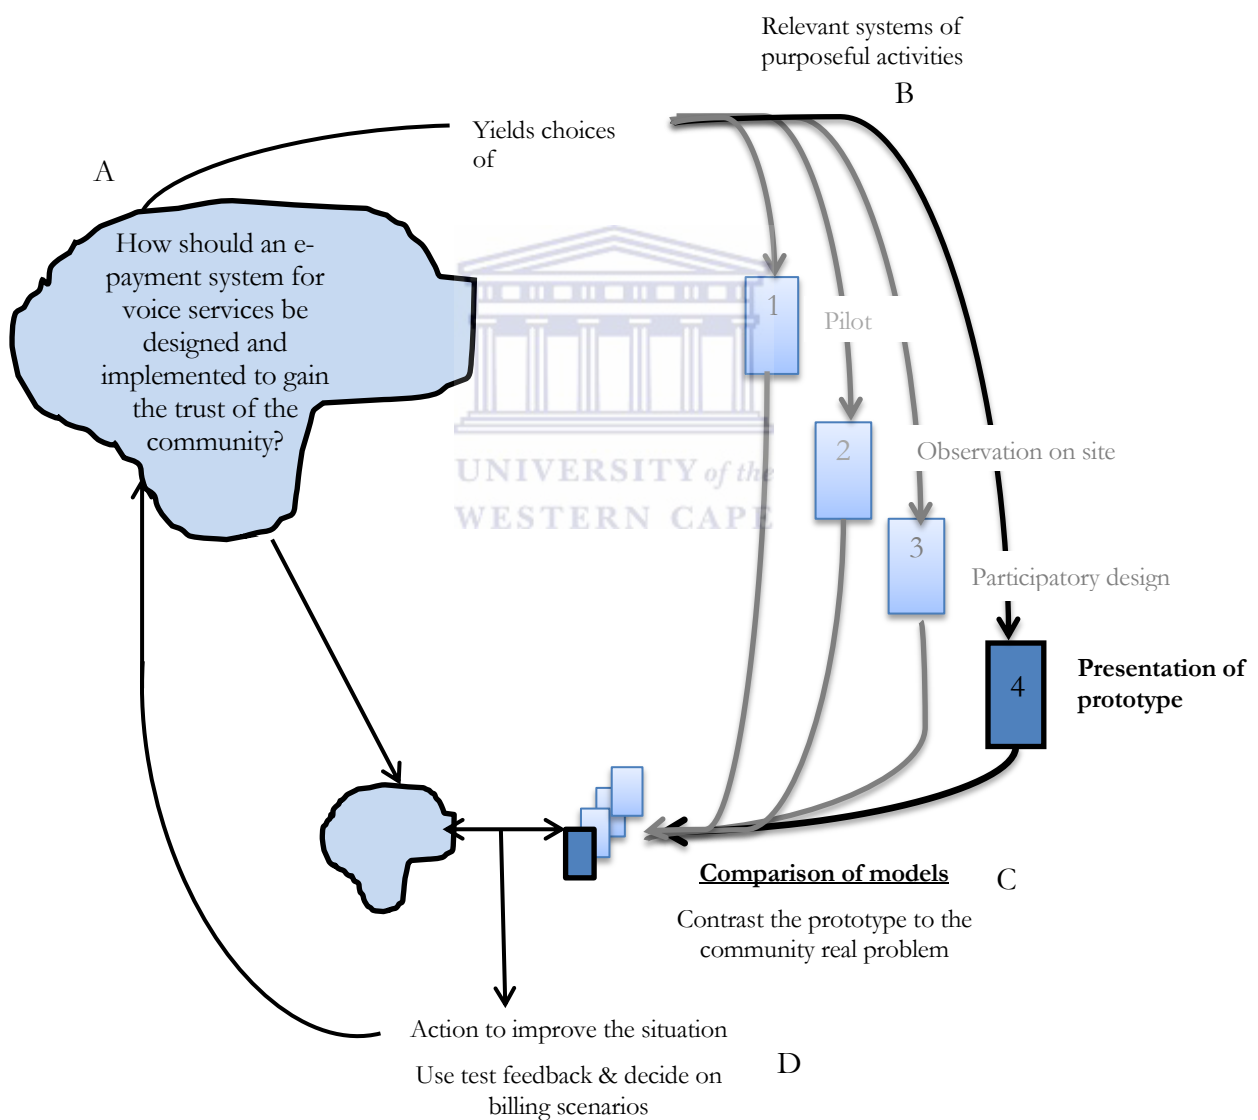 Relevant systems of
purposeful activities
B
Yields choices
of
A
How should an e-
payment system for
voice services be
designed and
implemented to gain
the trust of the
community?
1
Pilot
2
Observation on site
3
Participatory design
4
Presentation of
prototype
UNIVERSITY of the
WESTERN CAPE
Comparison of models
C
Contrast the prototype to the
community real problem
Action to improve the situation
D
Use test feedback & decide on
billing scenarios